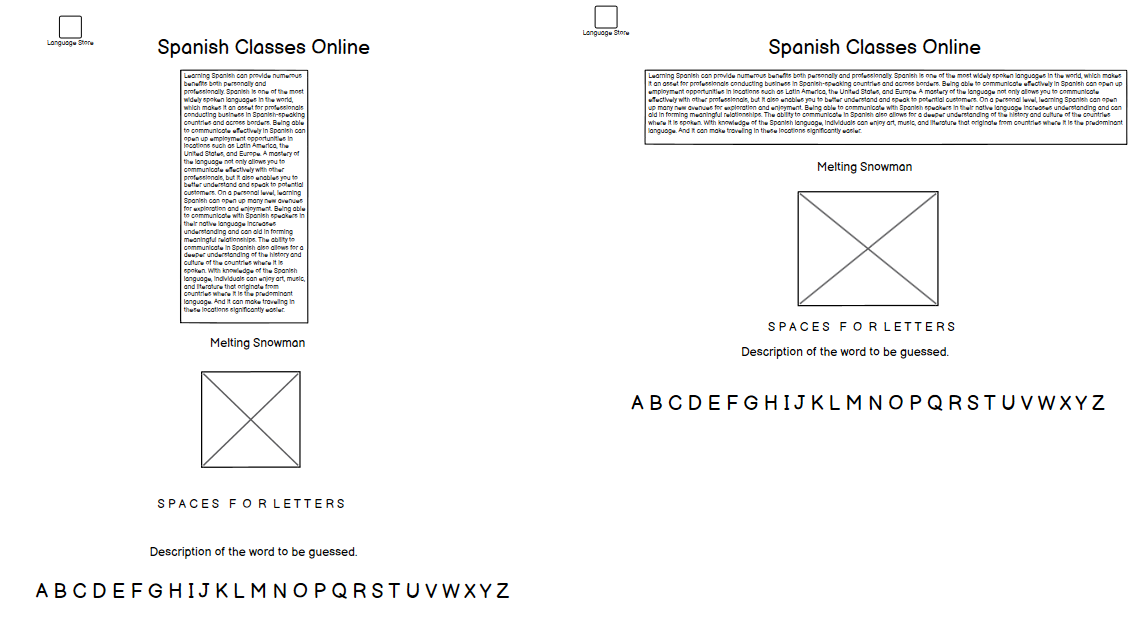 Language Store
Spanish Classes Online
Learning Spanish can provide numerous
benefits both personally and
professionally. Spanish is one of the most
widely spoken languages in the world,
which makes it an asset for professionals
conducting business in Spanish-speaking
countries and across borders. Being able
to communicate effectively in Spanish can
open up employment opportunities in
locations such as Latin America, the
United States, and Europe. A mastery of
the language not only allows you to
communicate effectively with other
professionals, but it also enables you to
better understand and speak to potential
customers. On a personal level, learning
Spanish can open up many new avenues
for exploration and enjoyment. Being able
to communicate with Spanish speakers in
their native language increases
understanding and can aid in forming
meaningful relationships. The ability to
communicate in Spanish also allows for a
deeper understanding of the history and
culture of the countries where it is
spoken. With knowledge of the Spanish
language, individuals can enjoy art, music,
and literature that originate from
countries where it is the predominant
language. And it can make traveling in
these locations significantly easier.
Melting Snowman
SPACES FOR LETTERS
Description of the word to be guessed.
A B C D E F G H I J K L M N O P Q R S T U V W X Y Z
Language Store
Spanish Classes Online
Learning Spanish can provide numerous benefits both personally and professionally. Spanish is one of the most widely spoken languages in the world, which makes
it an asset for professionals conducting business in Spanish-speaking countries and across borders. Being able to communicate effectively in Spanish can open up
employment opportunities in locations such as Latin America, the United States, and Europe. A mastery of the language not only allows you to communicate
effectively with other professionals, but it also enables you to better understand and speak to potential customers. On a personal level, learning Spanish can open
up many new avenues for exploration and enjoyment. Being able to communicate with Spanish speakers in their native language increases understanding and can
aid in forming meaningful relationships. The ability to communicate in Spanish also allows for a deeper understanding of the history and culture of the countries
where it is spoken. With knowledge of the Spanish language, individuals can enjoy art, music, and literature that originate from countries where it is the predominant
language. And it can make traveling in these locations significantly easier.
Melting Snowman
SPACES FOR LETTERS
Description of the word to be guessed.
A B C D E F G H I J K L M N O P Q R S T U V W X Y Z